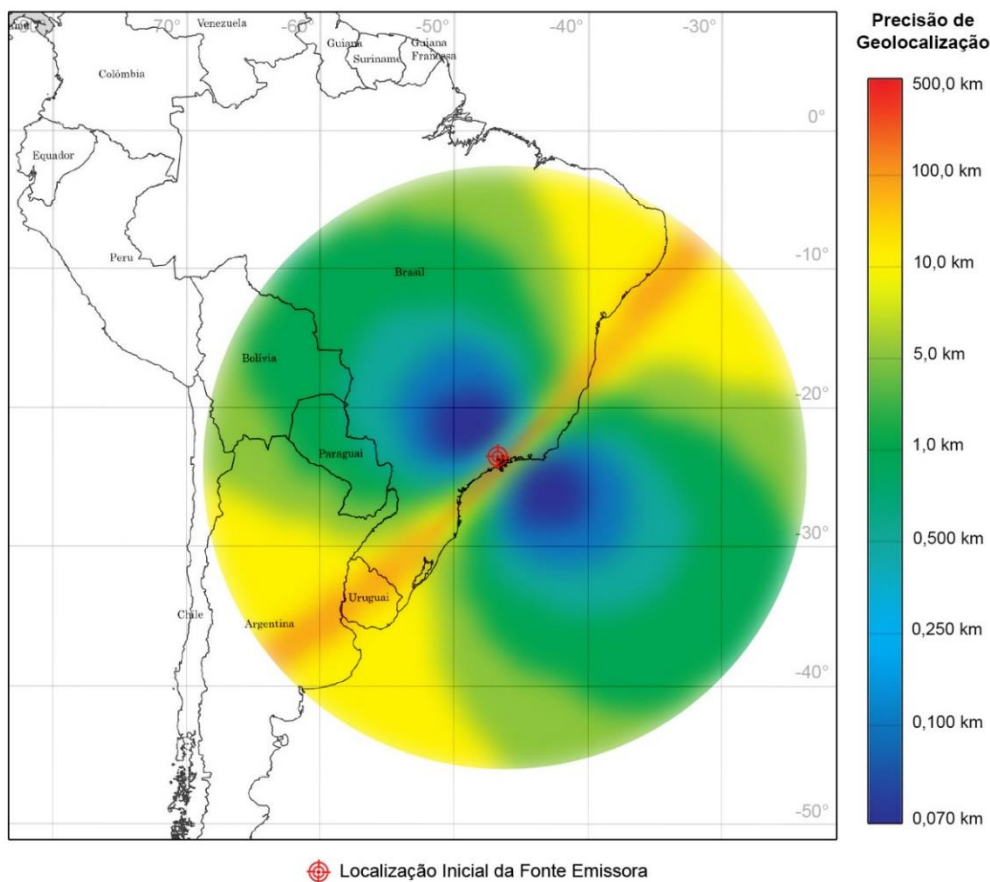 -80°
-70°
-60°
-50°
-40°
Venezuela
Guiana
Suriname
Guiana
Francesa
Colómbia
0°
Equador
Peru
Brasil
-10°
Bolívia
-20°
Paraguai
-30°
Uruguai
Chile
Argentina
-40°
-50°
Precisão de
Geolocalização
500,0 km
100,0 km
10,0 km
5,0 km
1,0 km
0,500 km
0,250 km
0,100 km
0,070 km
Localização Inicial da Fonte Emissora